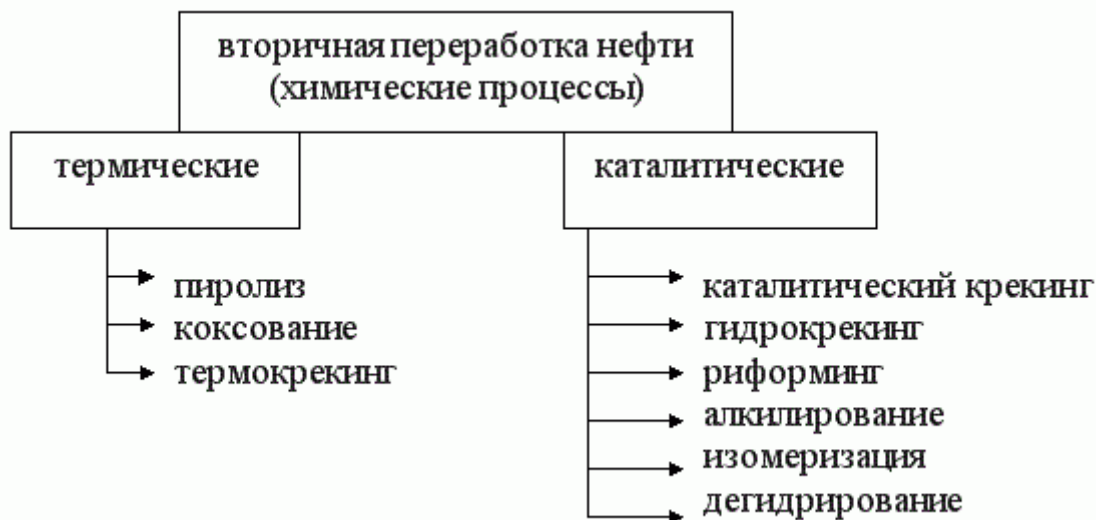 вторичная переработка нефти
(химические процессы)
термические
каталитические
пиролиз
коксование
термокрекинг
каталитический крекинг
гидрокрекинг
риформинг
алкилирование
изомеризация
дегидрирование